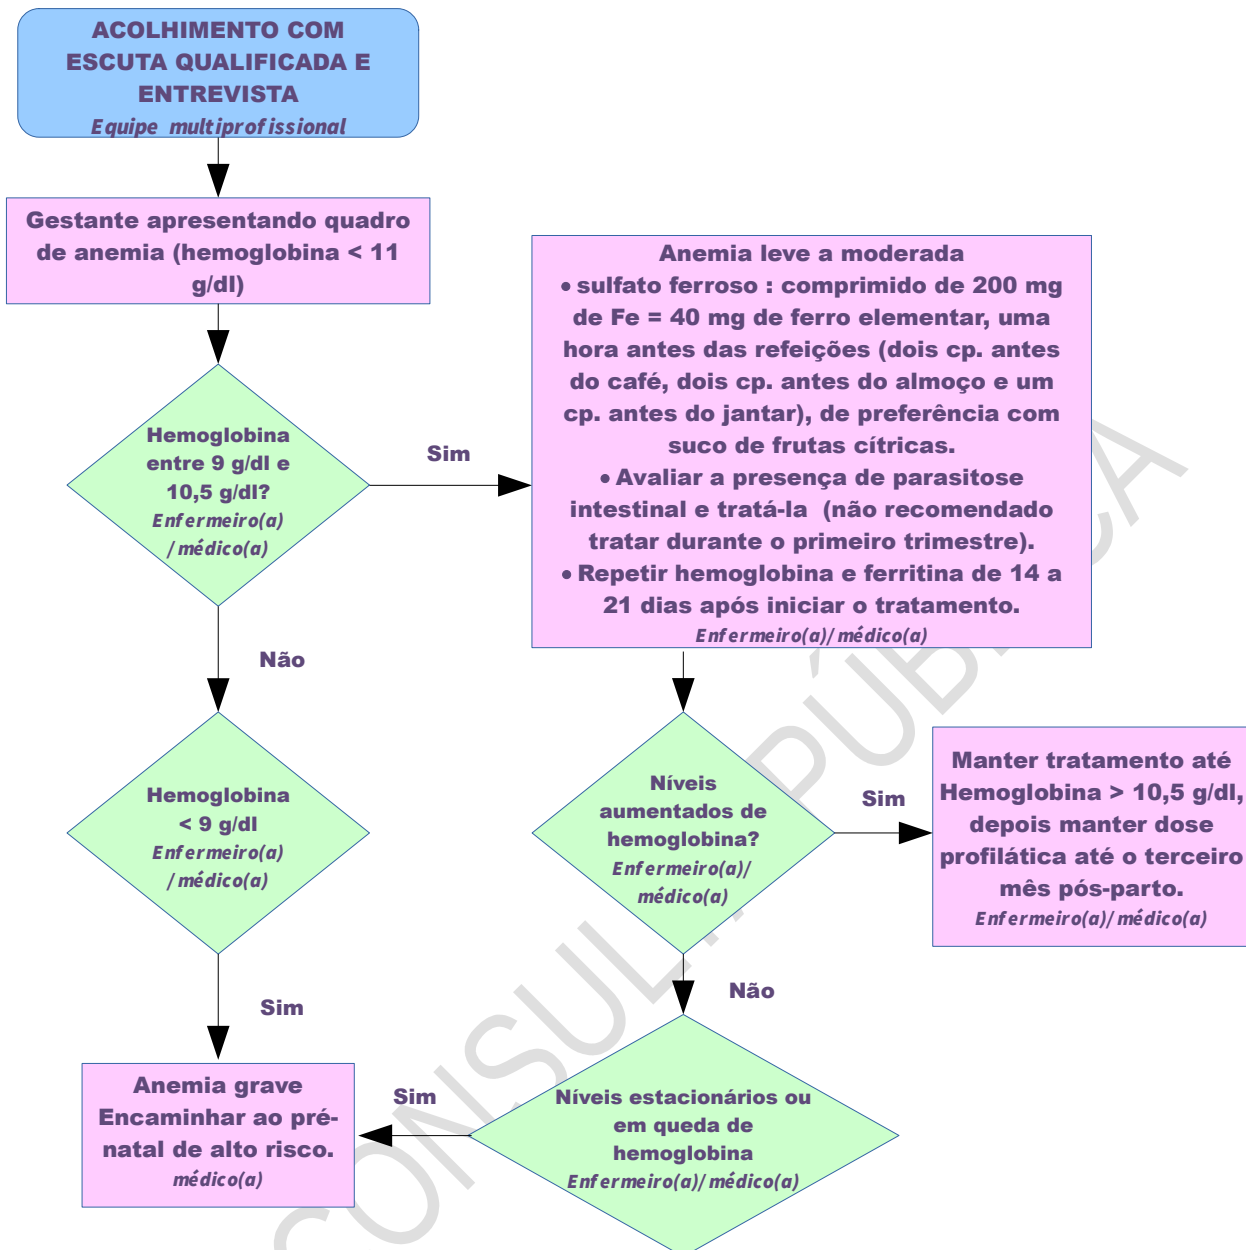 ACOLHIMENTO COM
ESCUTA QUALIFICADA E
ENTREVISTA
Equipe multiprofissional
Gestante apresentando quadro
de anemia (hemoglobina < 11
g/dl)
Hemoglobina
entre 9 g/dl e
10,5 g/dl?
Enfermeiro(a)
/médico(a)
Sim
Anemia leve a moderada
• sulfato ferroso : comprimido de 200 mg
de Fe = 40 mg de ferro elementar, uma
hora antes das refeições (dois cp. antes
do café, dois cp. antes do almoço e um
cp. antes do jantar), de preferência com
suco de frutas cítricas.
• Avaliar a presença de parasitose
intestinal e tratá-la (não recomendado
tratar durante o primeiro trimestre).
• Repetir hemoglobina e ferritina de 14 a
21 dias após iniciar o tratamento.
Enfermeiro(a)/médico(a)
Não
Hemoglobina
< 9 g/dl
Enfermeiro(a)
/médico(a)
Níveis
aumentados de
hemoglobina?
Enfermeiro(a)/
médico(a)
Sim
Manter tratamento até
Hemoglobina > 10,5 g/dl,
depois manter dose
profilática até o terceiro
mês pós-parto.
Enfermeiro(a)/médico(a)
Sim
Não
Anemia grave
Encaminhar ao pré-
natal de alto risco.
médico(a)
Sim
Níveis estacionários ou
em queda de
hemoglobina
Enfermeiro(a)/médico(a)
CONSULTA PÚBLICA